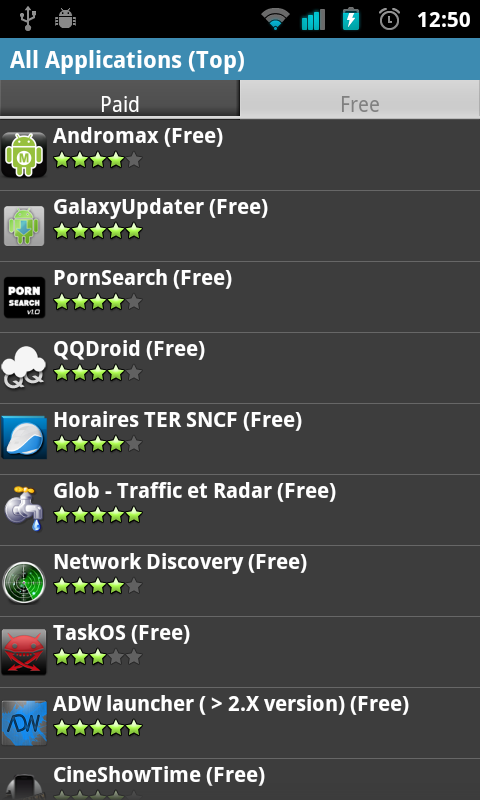 12:50
All Applications (Top)
Paid
Free
Andromax (Free)
M
GalaxyUpdater (Free)
PornSearch (Free)
PORN
SEARCH
v1.0
QQDroid (Free)
QQ
Horaires TER SNCF (Free)
Glob - Traffic et Radar (Free)
Network Discovery (Free)
TaskOS (Free)
ADW launcher ( > 2.X version) (Free)
ADW
CineShowTime (Free)